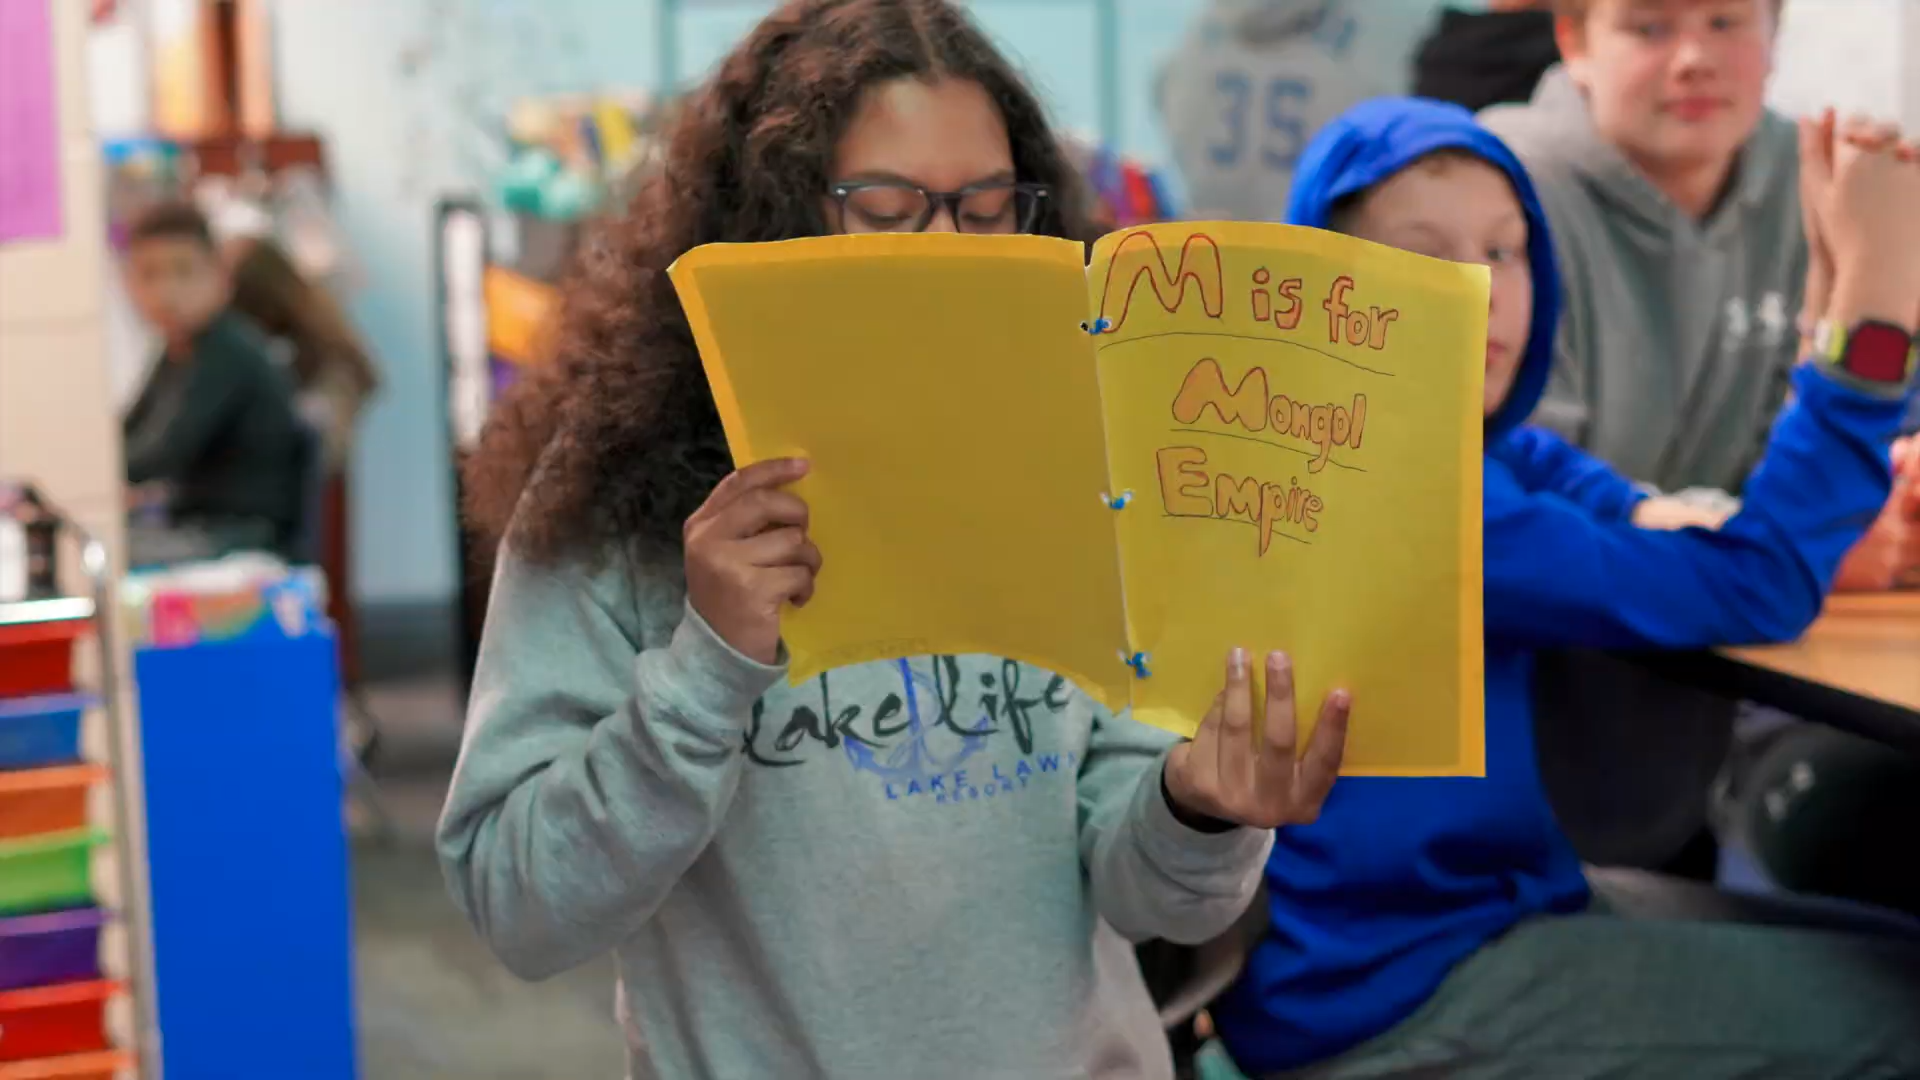 35
M is for
Mongol
Empire
Lake life
LAKE LAWN
RESORT